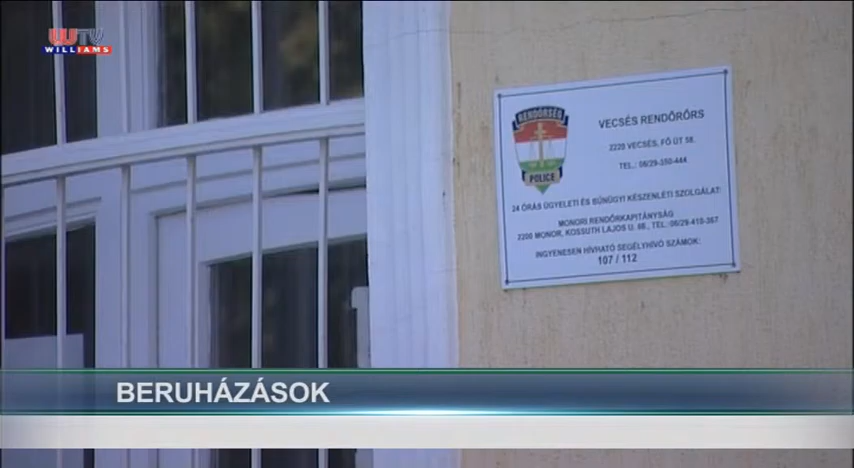 WTV
WILLIAMS
RENDŐRSÉG
POLICE
VECSÉS RENDŐRŐRS
2220 VECSÉS, FŐ ÚT 58.
TEL.: 06/29-350-444
24 ÓRÁS ÜGYELETI ÉS BŰNÜGYI KÉSZENLÉTI SZOLGÁLAT:
MONORI RENDŐRKAPITÁNYSÁG
2200 MONOR, KOSSUTH LAJOS U. 88., TEL.:06/29-410-367
INGYENESEN HÍVHATÓ SEGÉLYHÍVÓ SZÁMOK:
107 / 112
BERUHÁZÁSOK